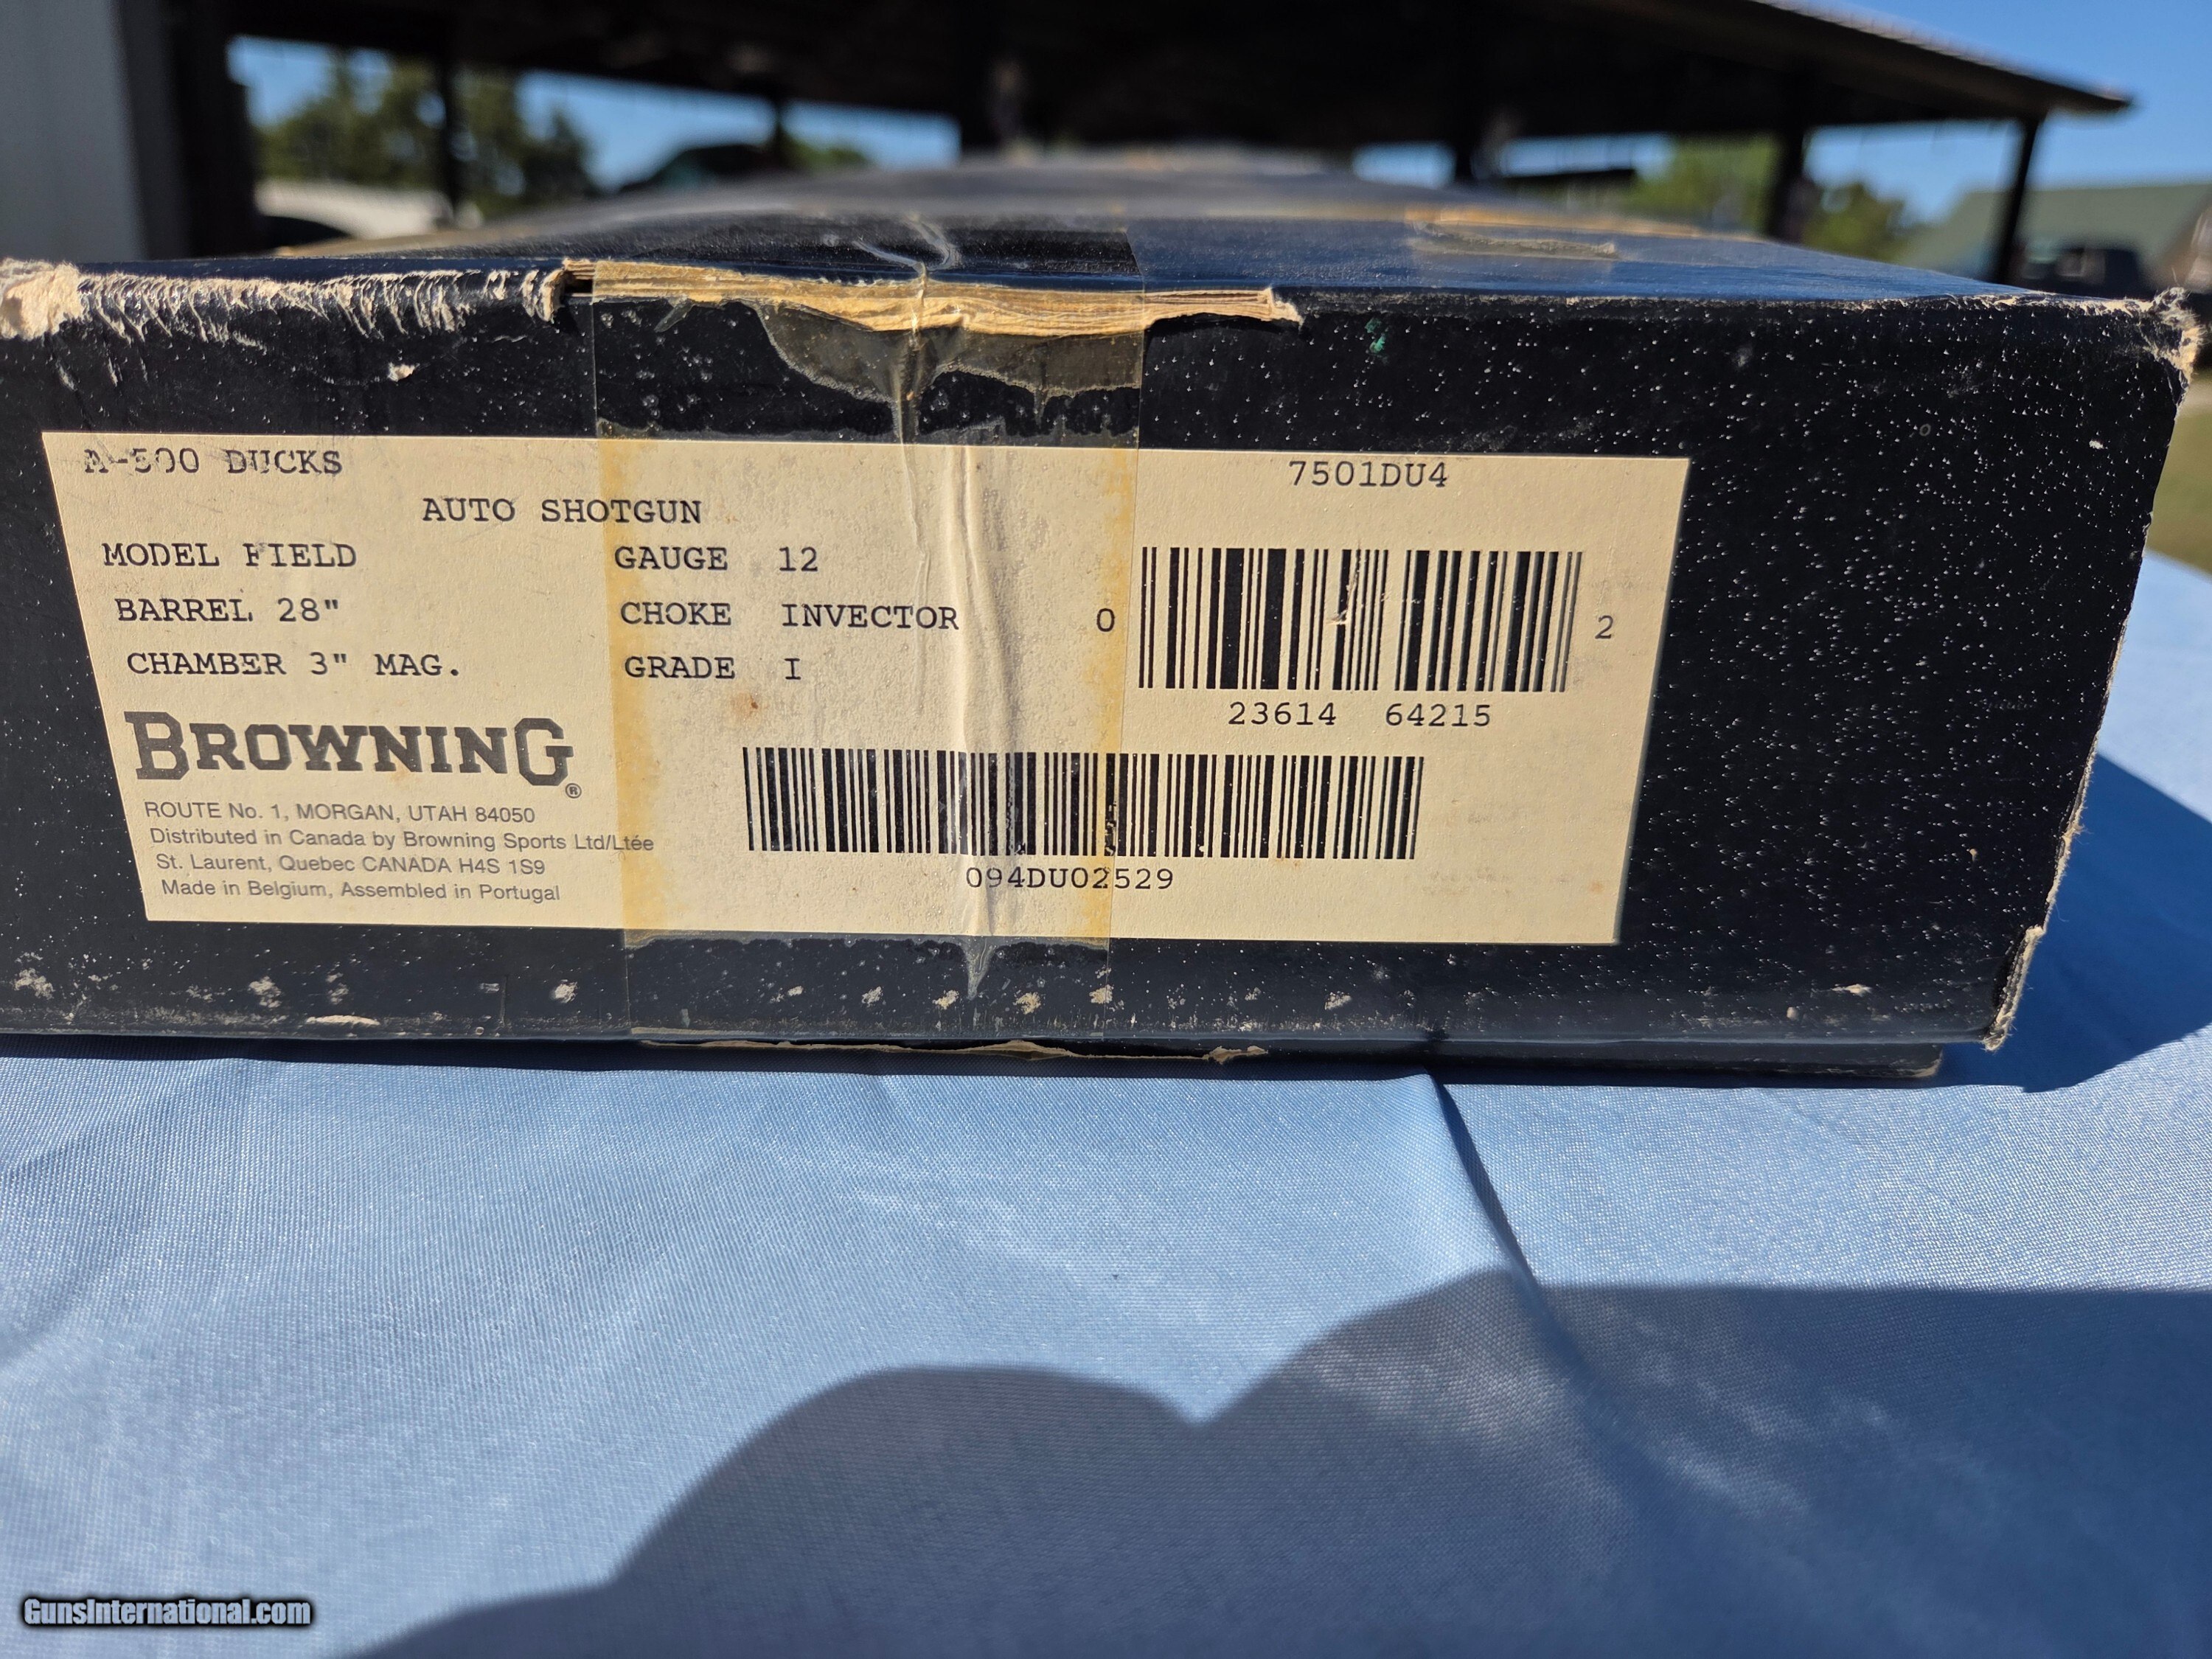 A-500 DUCKS
7501DU4
AUTO SHOTGUN
MODEL FIELD
GAUGE 12
BARREL 28"
CHOKE INVECTOR
CHAMBER 3" MAG.
GRADE I
0
2
23614 64215
BROWNING®
ROUTE No. 1, MORGAN, UTAH 84050
Distributed in Canada by Browning Sports Ltd/Ltée
St. Laurent, Quebec CANADA H4S 1S9
Made in Belgium, Assembled in Portugal
094DU02529
GunsInternational.com